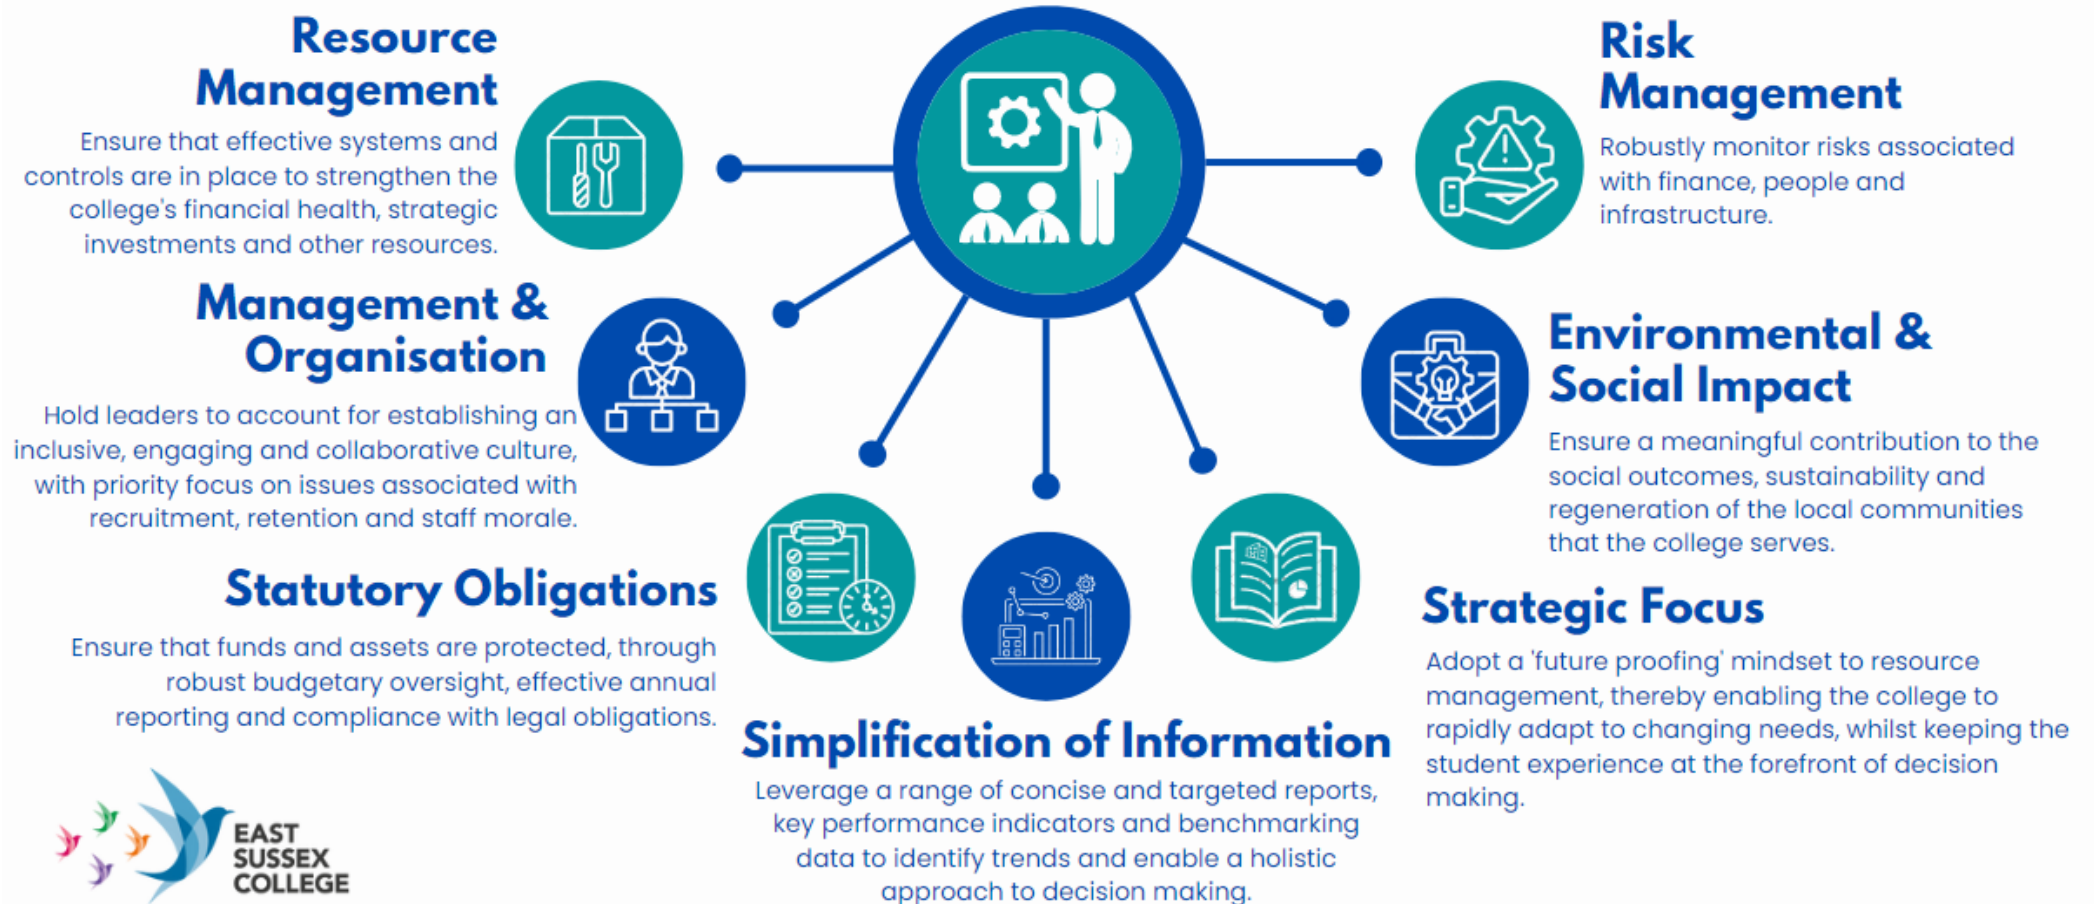 Resource
Management
Ensure that effective systems and
controls are in place to strengthen the
college's financial health, strategic
investments and other resources.
Management &
Organisation
Hold leaders to account for establishing an
inclusive, engaging and collaborative culture,
with priority focus on issues associated with
recruitment, retention and staff morale.
Statutory Obligations
Ensure that funds and assets are protected, through
robust budgetary oversight, effective annual
reporting and compliance with legal obligations.
Simplification of Information
Leverage a range of concise and targeted reports,
key performance indicators and benchmarking
data to identify trends and enable a holistic
approach to decision making.
Strategic Focus
Adopt a 'future proofing' mindset to resource
management, thereby enabling the college to
rapidly adapt to changing needs, whilst keeping the
student experience at the forefront of decision
making.
Environmental &
Social Impact
Ensure a meaningful contribution to the
social outcomes, sustainability and
regeneration of the local communities
that the college serves.
Risk
Management
Robustly monitor risks associated
with finance, people and
infrastructure.
EAST
SUSSEX
COLLEGE